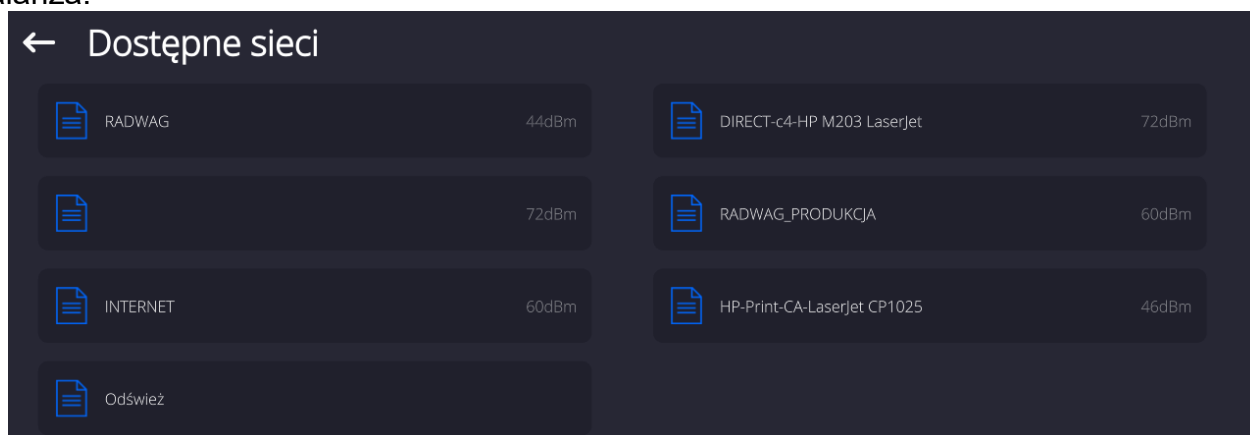 ← Dostępne sieci
RADWAG 44dBm
DIRECT-c4-HP M203 LaserJet 72dBm
72dBm
RADWAG_PRODUKCJA 60dBm
INTERNET 60dBm
HP-Print-CA-LaserJet CP1025 46dBm
Odśwież